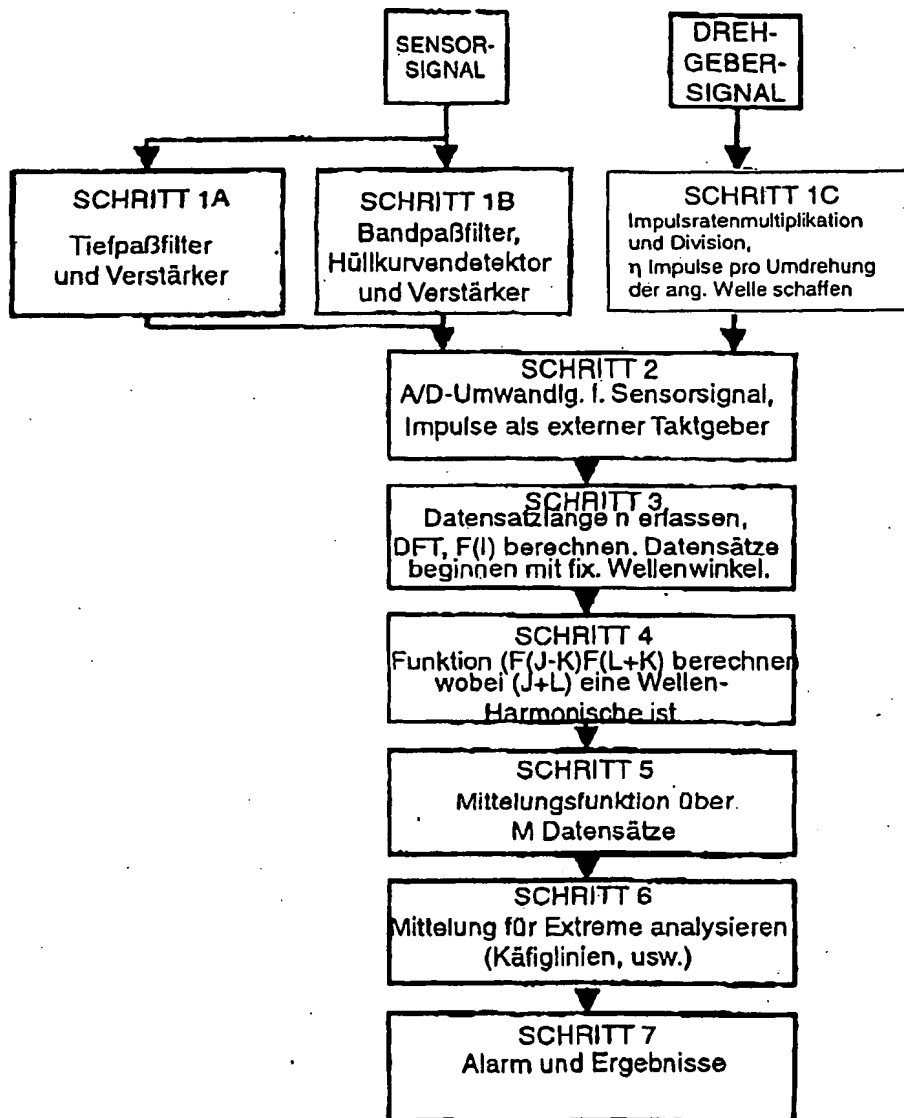 SENSOR-
SIGNAL
DREH-
GEBER-
SIGNAL
SCHRITT 1A
Tiefpaßfilter
und Verstärker
SCHRITT 1B
Bandpaßfilter,
Hüllkurvendetektor
und Verstärker
SCHRITT 1C
Impulsratenmultiplikation
und Division,
η Impulse pro Umdrehung
der ang. Welle schaffen
SCHRITT 2
A/D-Umwandlg. f. Sensorsignal,
Impulse als externer Taktgeber
SCHRITT 3
Datensatzlänge n erfassen,
DFT, F(I) berechnen. Datensätze
beginnen mit fix. Wellenwinkel.
SCHRITT 4
Funktion (F(J-K)F(L+K) berechnen
wobei (J+L) eine Wellen-
Harmonische ist
SCHRITT 5
Mittelungsfunktion über
M Datensätze
SCHRITT 6
Mittelung für Extreme analysieren
(Käfiglinien, usw.)
SCHRITT 7
Alarm und Ergebnisse